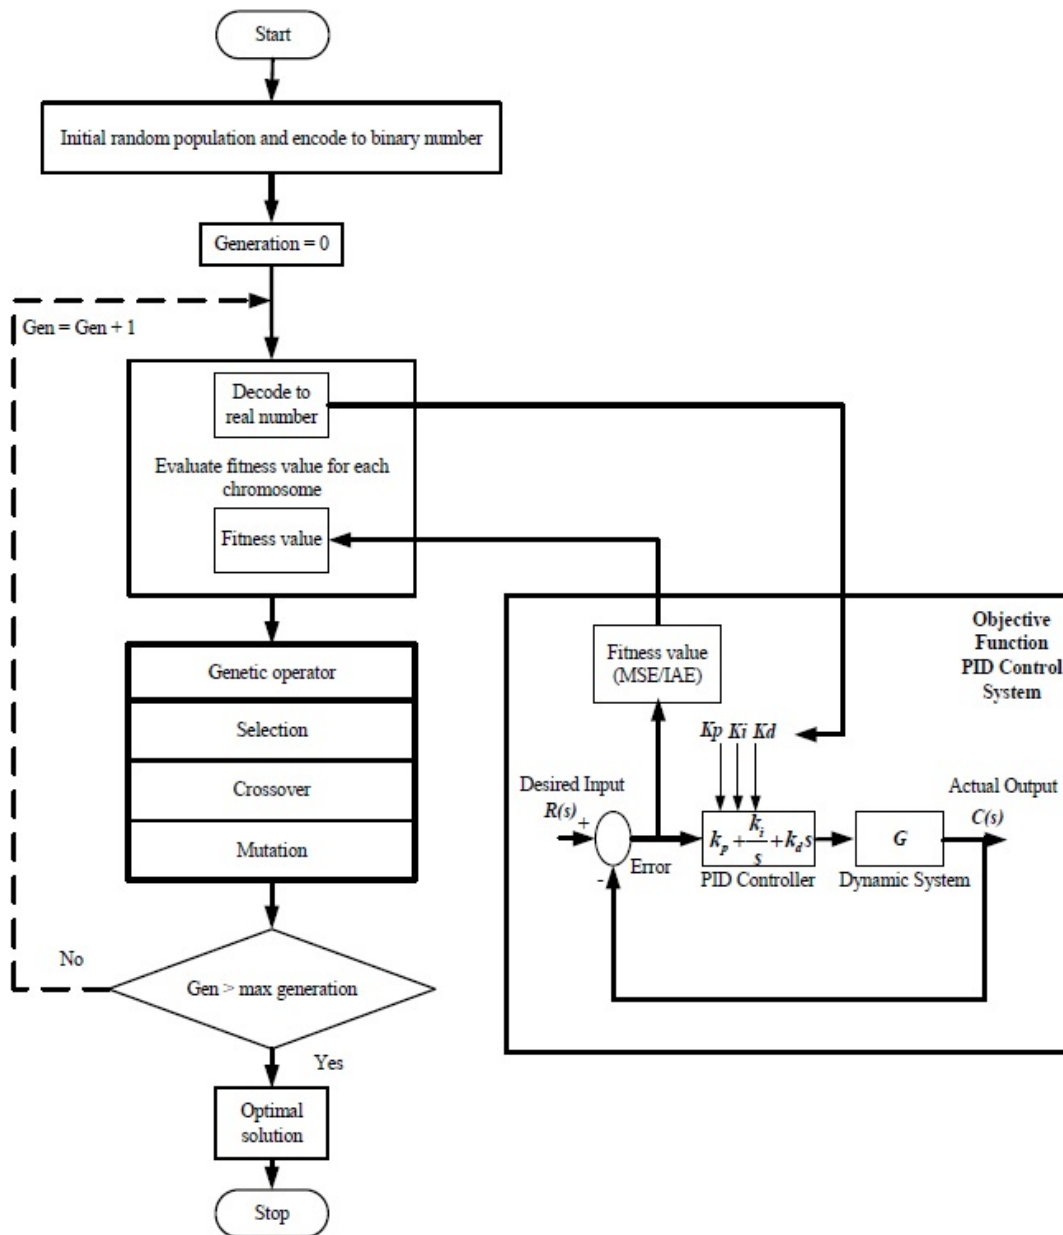 Start
Initial random population and encode to binary number
Generation = 0
Gen = Gen + 1
Decode to
real number
Evaluate fitness value for each
chromosome
Fitness value
Genetic operator
Selection
Crossover
Mutation
No
Gen > max generation
Yes
Optimal
solution
Stop
Objective
Function
PID Control
System
Fitness value
(MSE/IAE)
Kp Ki Kd
Desired Input
R(s)
+
-
Error
k_p + k_i/s + k_d s
PID Controller
G
Dynamic System
Actual Output
C(s)